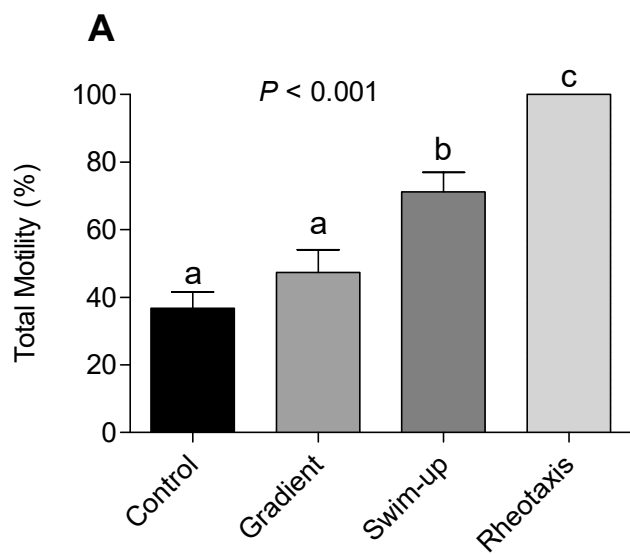 A
P < 0.001
Total Motility (%)
100
80
60
40
20
0
a
a
b
c
Control
Gradient
Swim-up
Rheotaxis